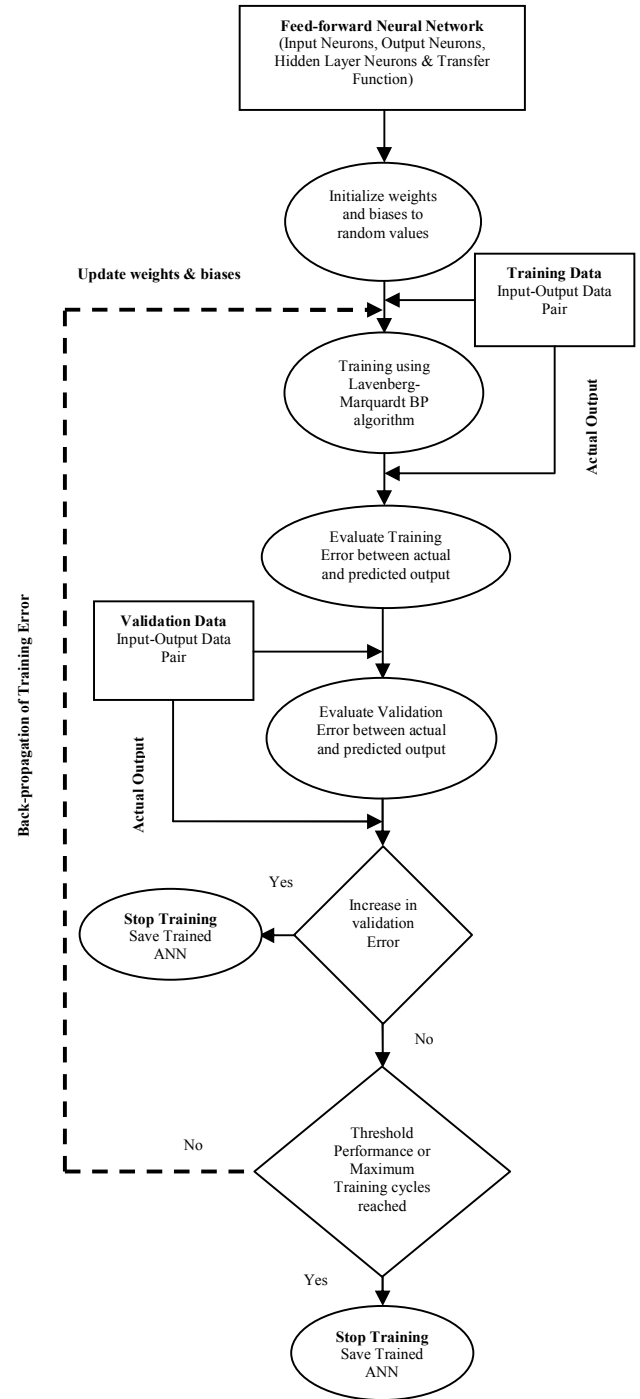 Feed-forward Neural Network
(Input Neurons, Output Neurons,
Hidden Layer Neurons & Transfer
Function)
Initialize weights
and biases to
random values
Update weights & biases
Training Data
Input-Output Data
Pair
Training using
Lavenberg-
Marquardt BP
algorithm
Actual Output
Evaluate Training
Error between actual
and predicted output
Back-propagation of Training Error
Validation Data
Input-Output Data
Pair
Evaluate Validation
Error between actual
and predicted output
Actual Output
Yes
Increase in
validation
Error
Stop Training
Save Trained
ANN
No
No
Threshold
Performance or
Maximum
Training cycles
reached
Yes
Stop Training
Save Trained
ANN